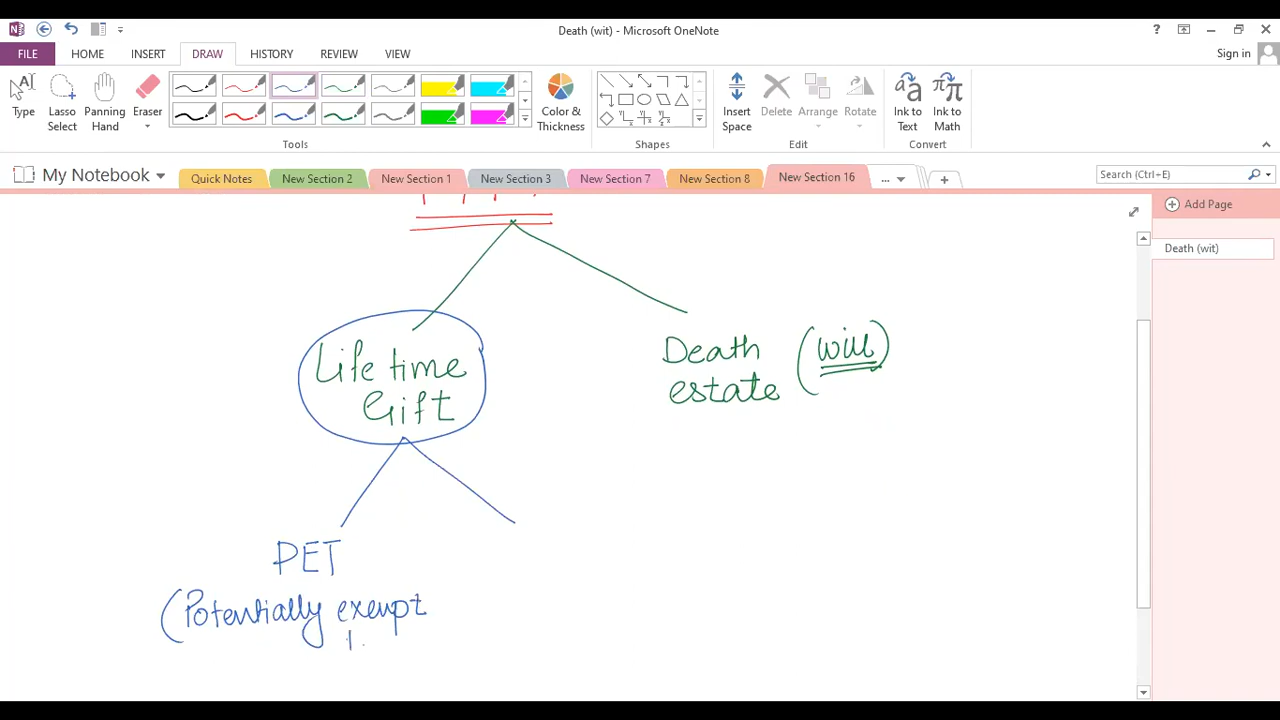 Death (wit) - Microsoft OneNote
?
Sign in
FILE HOME INSERT DRAW HISTORY REVIEW VIEW
Type
Lasso Select
Panning Hand
Eraser
Color & Thickness
Insert Space
Delete
Arrange
Rotate
Ink to Text
Ink to Math
Tools
Shapes
Edit
Convert
My Notebook
Quick Notes
New Section 2
New Section 1
New Section 3
New Section 7
New Section 8
New Section 16
...
Search (Ctrl+E)
Add Page
Death (wit)
Life time
Gift
Death (will)
estate
PET
(Potentially exempt